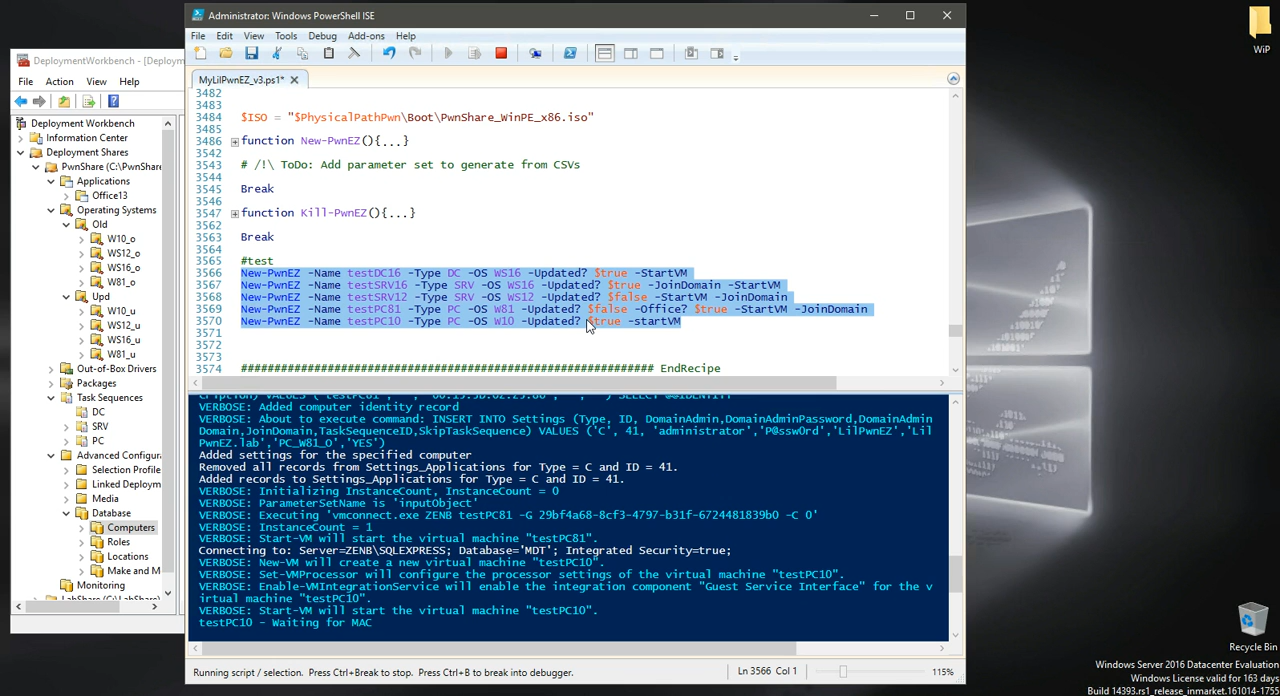 DeploymentWorkbench - [Deploym
File Action View Help
Deployment Workbench
Information Center
Deployment Shares
PwnShare (C:\PwnShare
Applications
Office13
Operating Systems
Old
W10_o
WS12_o
WS16_o
W81_o
Upd
W10_u
WS12_u
WS16_u
W81_u
Out-of-Box Drivers
Packages
Task Sequences
DC
SRV
PC
Advanced Configura
Selection Profile
Linked Deploym
Media
Database
Computers
Roles
Locations
Make and M
Monitoring
LabShare (C:\LabShare)
Administrator: Windows PowerShell ISE
File Edit View Tools Debug Add-ons Help
MyLilPwnEZ_v3.ps1*
3482
3483
3484 $ISO = "$PhysicalPathPwn\Boot\PwnShare_WinPE_x86.iso"
3485
3486 function New-PwnEZ(){...}
3542
3543 # /!\ ToDo: Add parameter set to generate from CSVs
3544
3545 Break
3546
3547 function Kill-PwnEZ(){...}
3562
3563 Break
3564
3565 #test
3566 New-PwnEZ -Name testDC16 -Type DC -OS WS16 -Updated? $true -StartVM
3567 New-PwnEZ -Name testSRV16 -Type SRV -OS WS16 -Updated? $true -JoinDomain -StartVM
3568 New-PwnEZ -Name testSRV12 -Type SRV -OS WS12 -Updated? $false -StartVM -JoinDomain
3569 New-PwnEZ -Name testPC81 -Type PC -OS W81 -Updated? $false -Office? $true -StartVM -JoinDomain
3570 New-PwnEZ -Name testPC10 -Type PC -OS W10 -Updated? $true -startVM
3571
3572
3573
3574 ############################################################## EndRecipe
VERBOSE: Added computer identity record
VERBOSE: About to execute command: INSERT INTO Settings (Type, ID, DomainAdmin,DomainAdminPassword,DomainAdmin
Domain,JoinDomain,TaskSequenceID,SkipTaskSequence) VALUES ('C', 41, 'administrator','P@ssw0rd','LilPwnEZ','Lil
PwnEZ.lab','PC_W81_O','YES')
Added settings for the specified computer
Removed all records from Settings_Applications for Type = C and ID = 41.
Added records to Settings_Applications for Type = C and ID = 41.
VERBOSE: Initializing InstanceCount, InstanceCount = 0
VERBOSE: ParameterSetName is 'inputObject'
VERBOSE: Executing 'vmconnect.exe ZENB testPC81 -G 29bf4a68-8cf3-4797-b31f-6724481839b0 -C 0'
VERBOSE: InstanceCount = 1
VERBOSE: Start-VM will start the virtual machine "testPC81".
Connecting to: Server=ZENB\SQLEXPRESS; Database='MDT'; Integrated Security=true;
VERBOSE: New-VM will create a new virtual machine "testPC10".
VERBOSE: Set-VMProcessor will configure the processor settings of the virtual machine "testPC10".
VERBOSE: Enable-VMIntegrationService will enable the integration component "Guest Service Interface" for the v
irtual machine "testPC10".
VERBOSE: Start-VM will start the virtual machine "testPC10".
testPC10 - Waiting for MAC
Running script / selection. Press Ctrl+Break to stop. Press Ctrl+B to break into debugger.
Ln 3566 Col 1
115%
WiP
Recycle Bin
Windows Server 2016 Datacenter Evaluation
Windows License valid for 163 days
Build 14393.rs1_release_inmarket.161014-1755